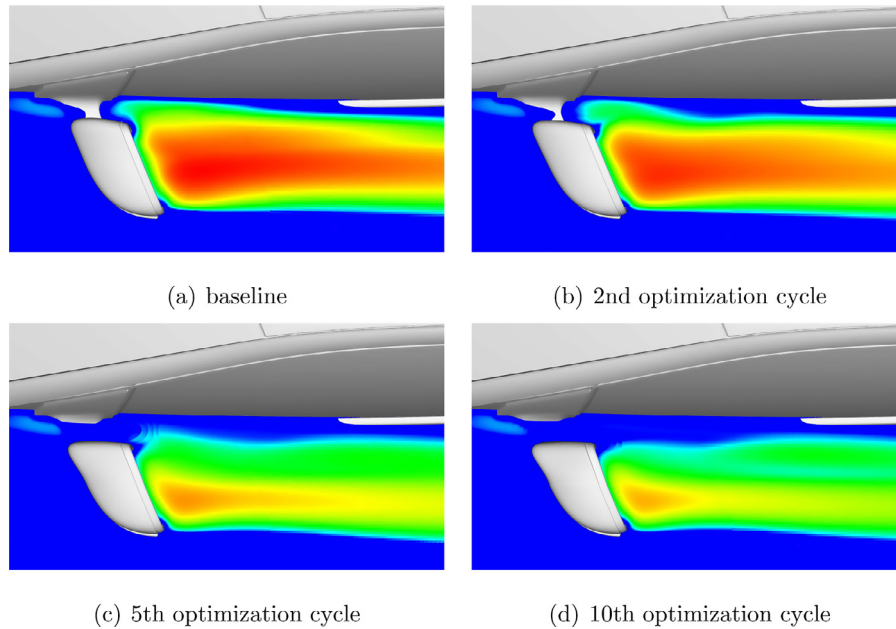 (a) baseline
(b) 2nd optimization cycle
(c) 5th optimization cycle
(d) 10th optimization cycle